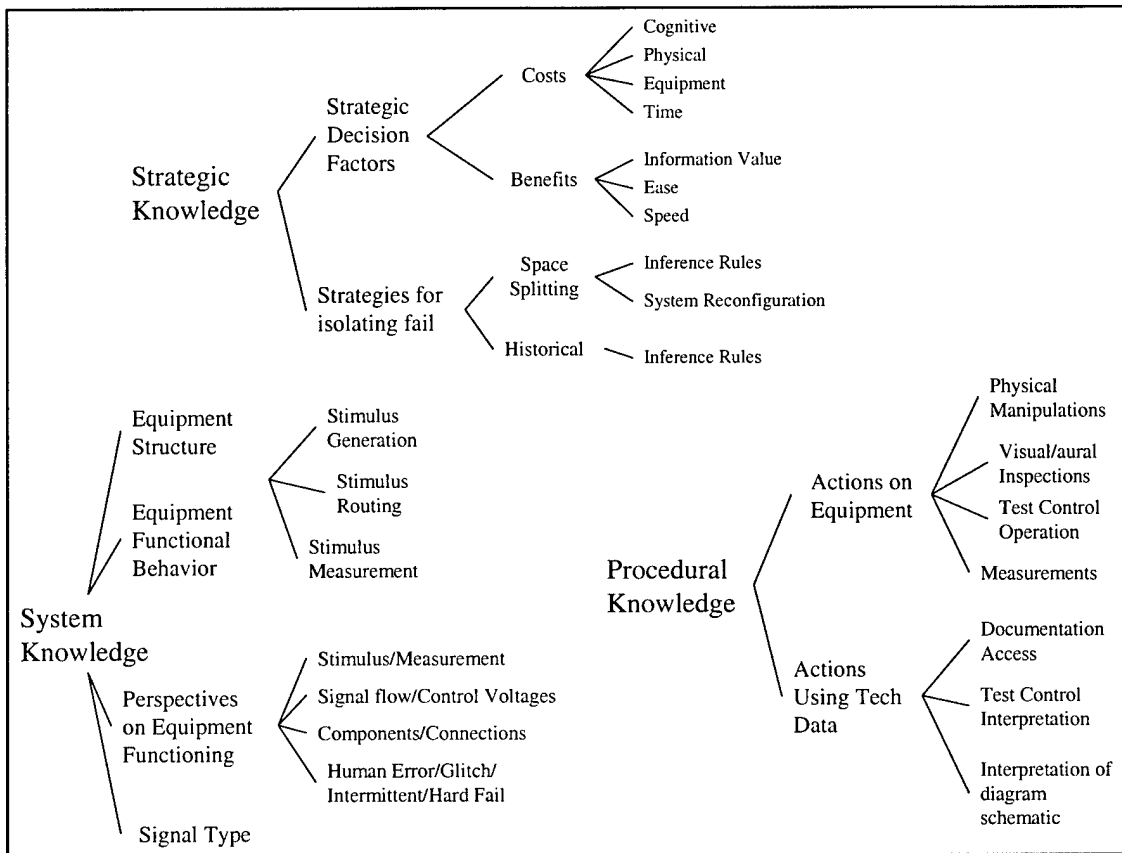 Strategic
Knowledge
Strategic
Decision
Factors
Costs
Cognitive
Physical
Equipment
Time
Benefits
Information Value
Ease
Speed
Strategies for
isolating fail
Space
Splitting
Inference Rules
System Reconfiguration
Historical
Inference Rules
System
Knowledge
Equipment
Structure
Equipment
Functional
Behavior
Stimulus
Generation
Stimulus
Routing
Stimulus
Measurement
Perspectives
on Equipment
Functioning
Stimulus/Measurement
Signal flow/Control Voltages
Components/Connections
Human Error/Glitch/
Intermittent/Hard Fail
Signal Type
Procedural
Knowledge
Actions on
Equipment
Physical
Manipulations
Visual/aural
Inspections
Test Control
Operation
Measurements
Actions
Using Tech
Data
Documentation
Access
Test Control
Interpretation
Interpretation of
diagram
schematic